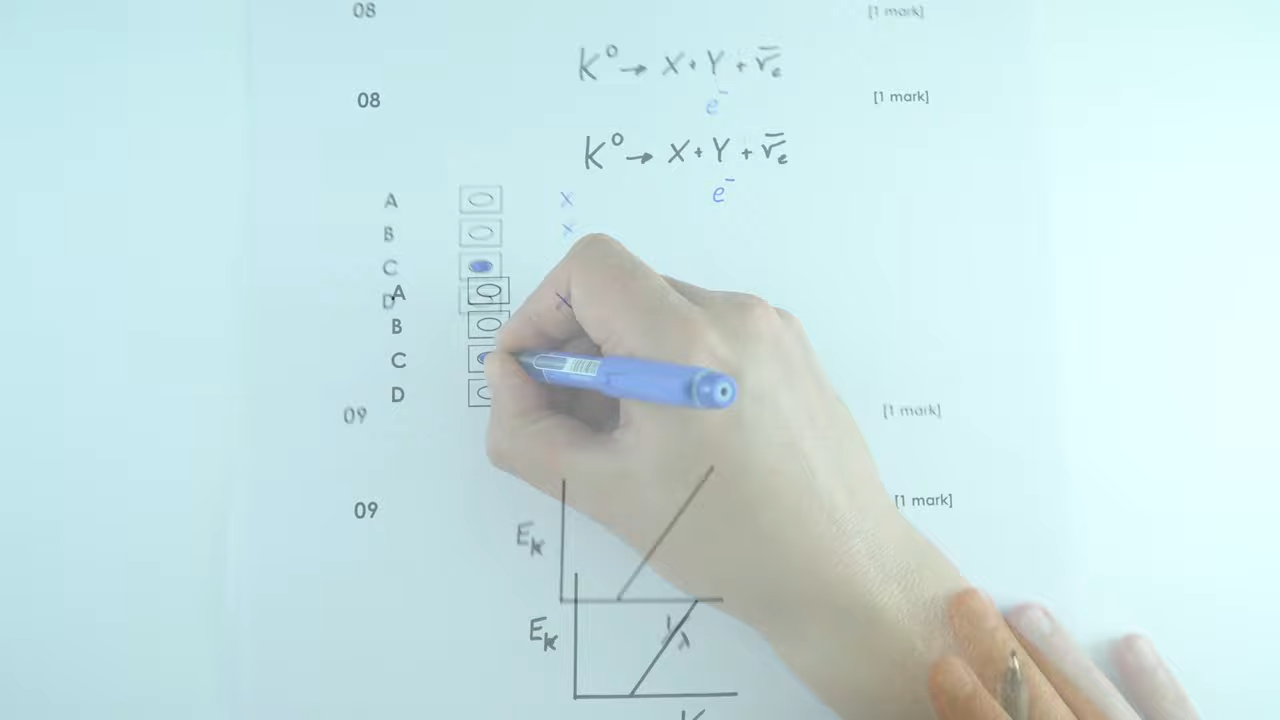 08 [1 mark]
K⁰ → X + Y + ν̄e
e⁻
08 [1 mark]
K⁰ → X + Y + ν̄e
e⁻
A x
B x
C
D
A x
B
C
D
09 [1 mark]
09 [1 mark]
Ek
1/λ
Ek